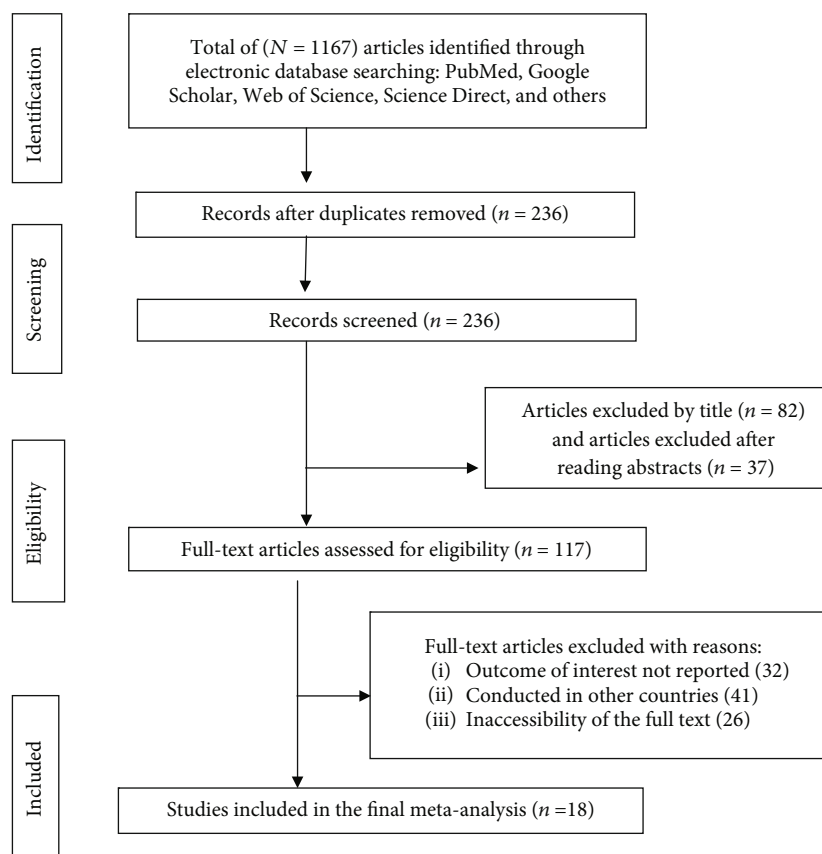 Identification
Total of (N = 1167) articles identified through
electronic database searching: PubMed, Google
Scholar, Web of Science, Science Direct, and others
Records after duplicates removed (n = 236)
Screening
Records screened (n = 236)
Articles excluded by title (n = 82)
and articles excluded after
reading abstracts (n = 37)
Eligibility
Full-text articles assessed for eligibility (n = 117)
Full-text articles excluded with reasons:
(i) Outcome of interest not reported (32)
(ii) Conducted in other countries (41)
(iii) Inaccessibility of the full text (26)
Included
Studies included in the final meta-analysis (n =18)